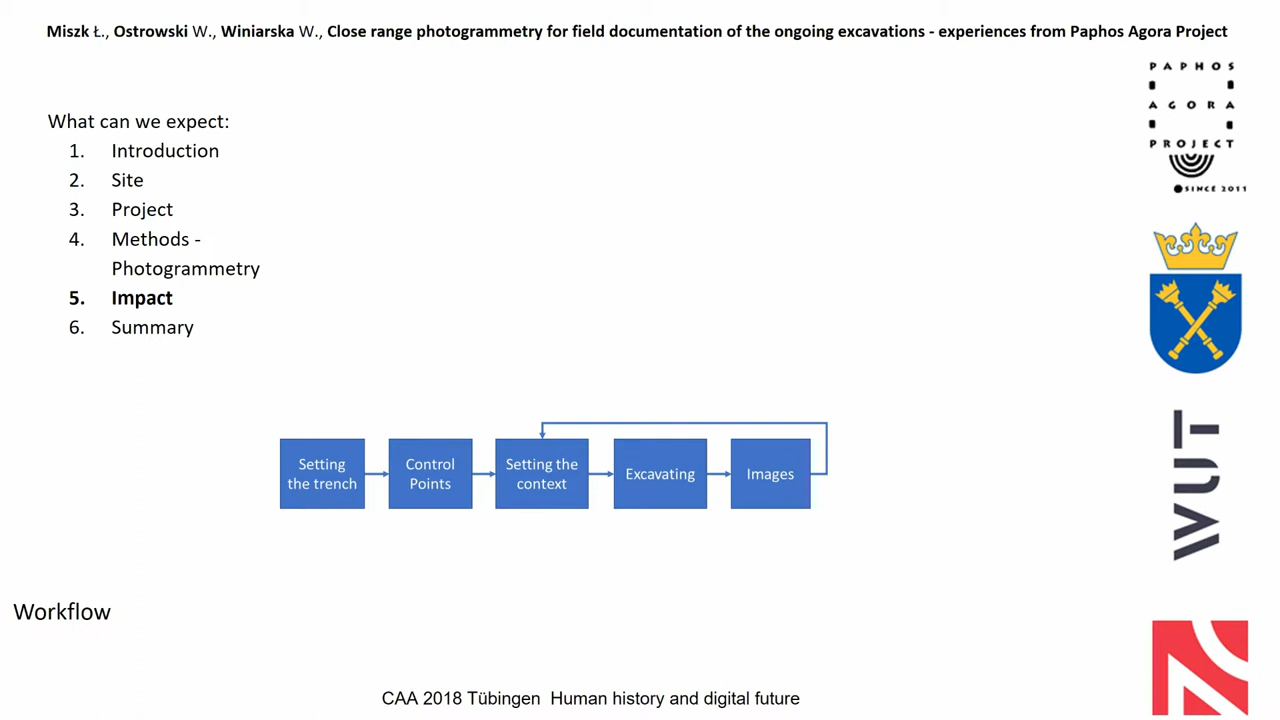 Miszk Ł., Ostrowski W., Winiarska W., Close range photogrammetry for field documentation of the ongoing excavations - experiences from Paphos Agora Project
PAPHOS
AGORA
PROJECT
SINCE 2011
What can we expect:
1. Introduction
2. Site
3. Project
4. Methods -
Photogrammetry
5. Impact
6. Summary
Setting
the trench
Control
Points
Setting the
context
Excavating
Images
WUT
Workflow
CAA 2018 Tübingen Human history and digital future